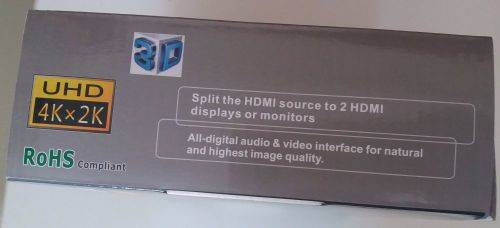 3D
UHD
4K×2K
RoHS Compliant
Split the HDMI source to 2 HDMI
displays or monitors
All-digital audio & video interface for natural
and highest image quality.